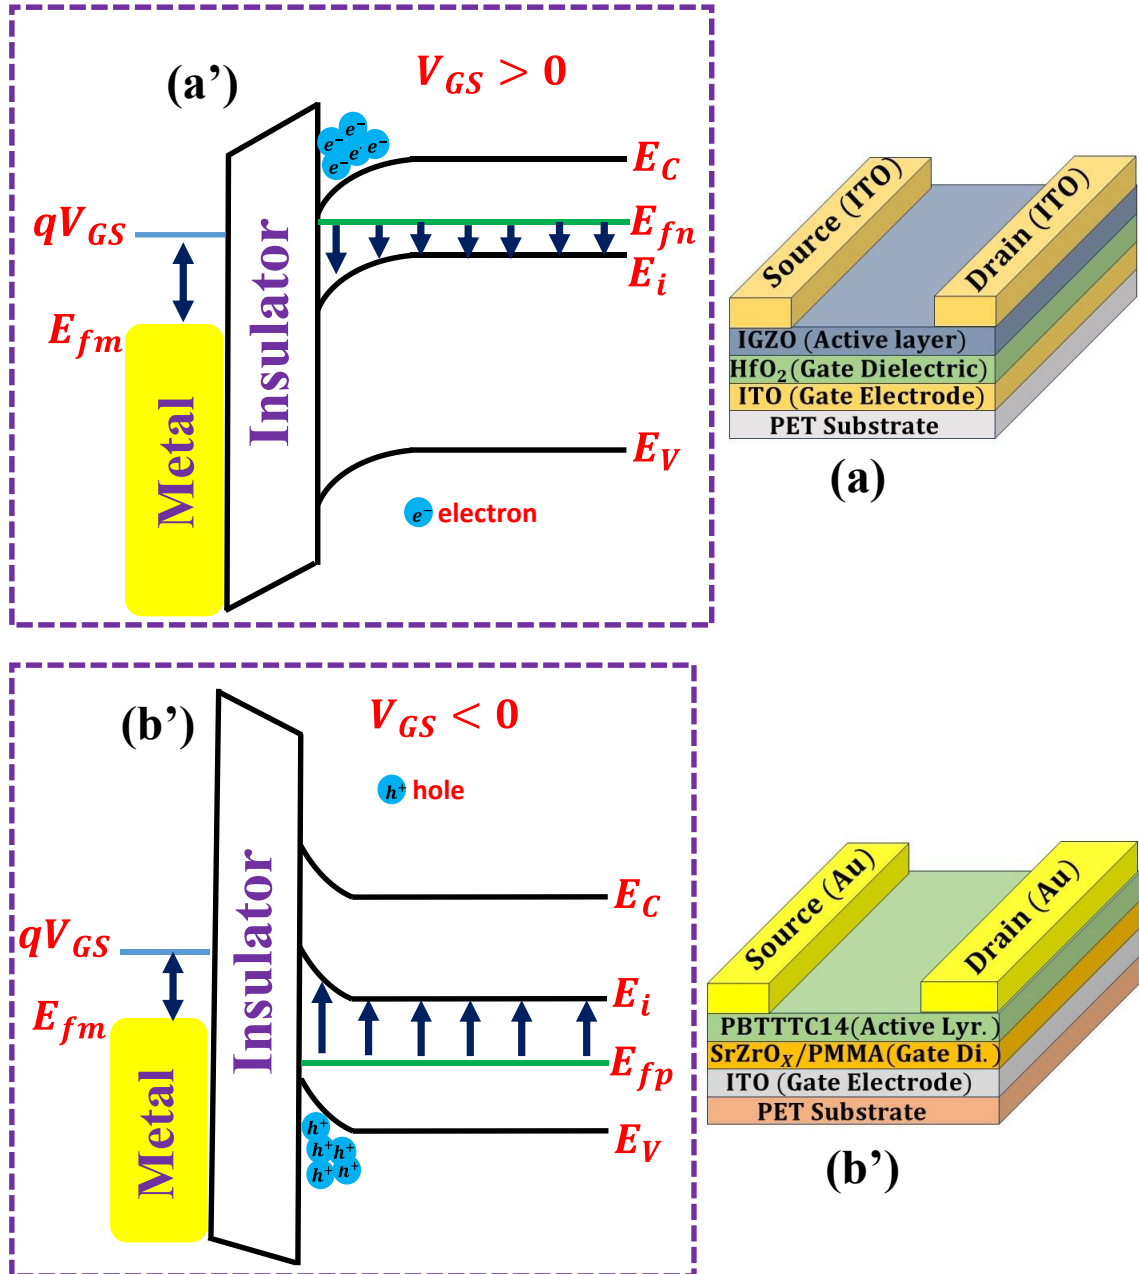 (a’)
V_GS > 0
e⁻
e⁻
e⁻
e⁻
e⁻
E_C
qV_GS
E_fn
E_i
E_fm
Insulator
Metal
E_V
e⁻ electron
Source (ITO)
Drain (ITO)
IGZO (Active layer)
HfO₂ (Gate Dielectric)
ITO (Gate Electrode)
PET Substrate
(a)
(b’)
V_GS < 0
h⁺ hole
E_C
qV_GS
E_i
E_fm
Insulator
E_fp
Metal
E_V
h⁺
h⁺
h⁺
h⁺
h⁺
Source (Au)
Drain (Au)
PBTTTC14(Active Lyr.)
SrZrO_X/PMMA(Gate Di.)
ITO (Gate Electrode)
PET Substrate
(b’)